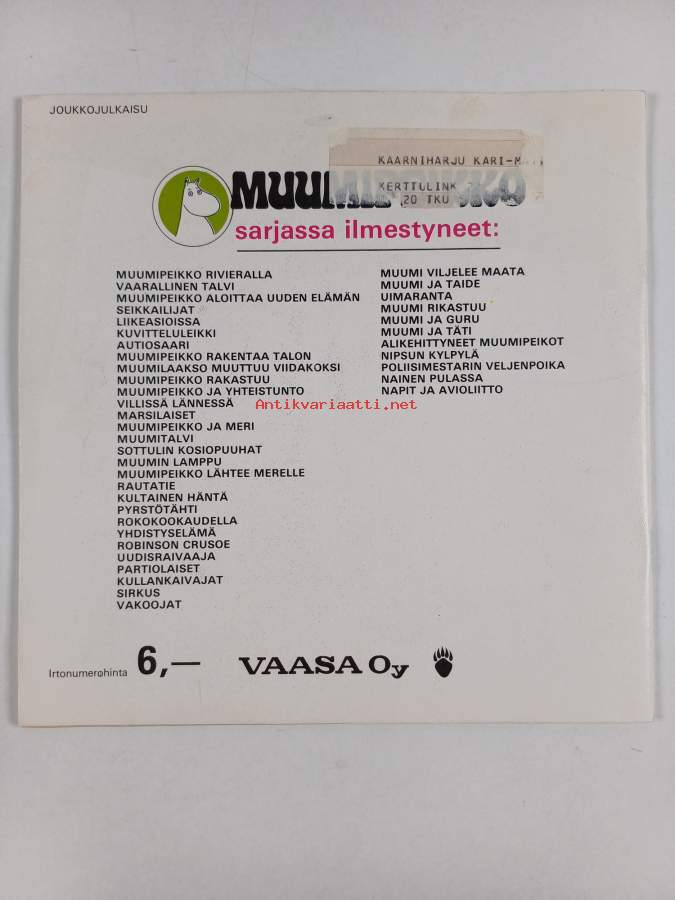 JOUKKOJULKAISU
KAARNIHARJU KARI-M
MUUMIPEIKKO
KERTTULINK
20 TKU
sarjassa ilmestyneet:
MUUMIPEIKKO RIVIERALLA
VAARALLINEN TALVI
MUUMIPEIKKO ALOITTAA UUDEN ELÄMÄN
SEIKKAILIJAT
LIIKEASIOISSA
KUVITTELULEIKKI
AUTIOSAARI
MUUMIPEIKKO RAKENTAA TALON
MUUMILAAKSO MUUTTUU VIIDAKOKSI
MUUMIPEIKKO RAKASTUU
MUUMIPEIKKO JA YHTEISTUNTO
VILLISSÄ LÄNNESSÄ
MARSILAISET
MUUMIPEIKKO JA MERI
MUUMITALVI
SOTTULIN KOSIOPUUHAT
MUUMIN LAMPPU
MUUMIPEIKKO LÄHTEE MERELLE
RAUTATIE
KULTAINEN HÄNTÄ
PYRSTÖTÄHTI
ROKOKOOKAUDELLA
YHDISTYSELÄMÄ
ROBINSON CRUSOE
UUDISRAIVAAJA
PARTIOLAISET
KULLANKAIVAJAT
SIRKUS
VAKOOJAT
MUUMI VILJELEE MAATA
MUUMI JA TAIDE
UIMARANTA
MUUMI RIKASTUU
MUUMI JA GURU
MUUMI JA TÄTI
ALIKEHITTYNEET MUUMIPEIKOT
NIPSUN KYLPYLÄ
POLIISIMESTARIN VELJENPOIKA
NAINEN PULASSA
NAPIT JA AVIOLIITTO
Antikvariaatti.net
Irtonumerohinta 6,— VAASA Oy